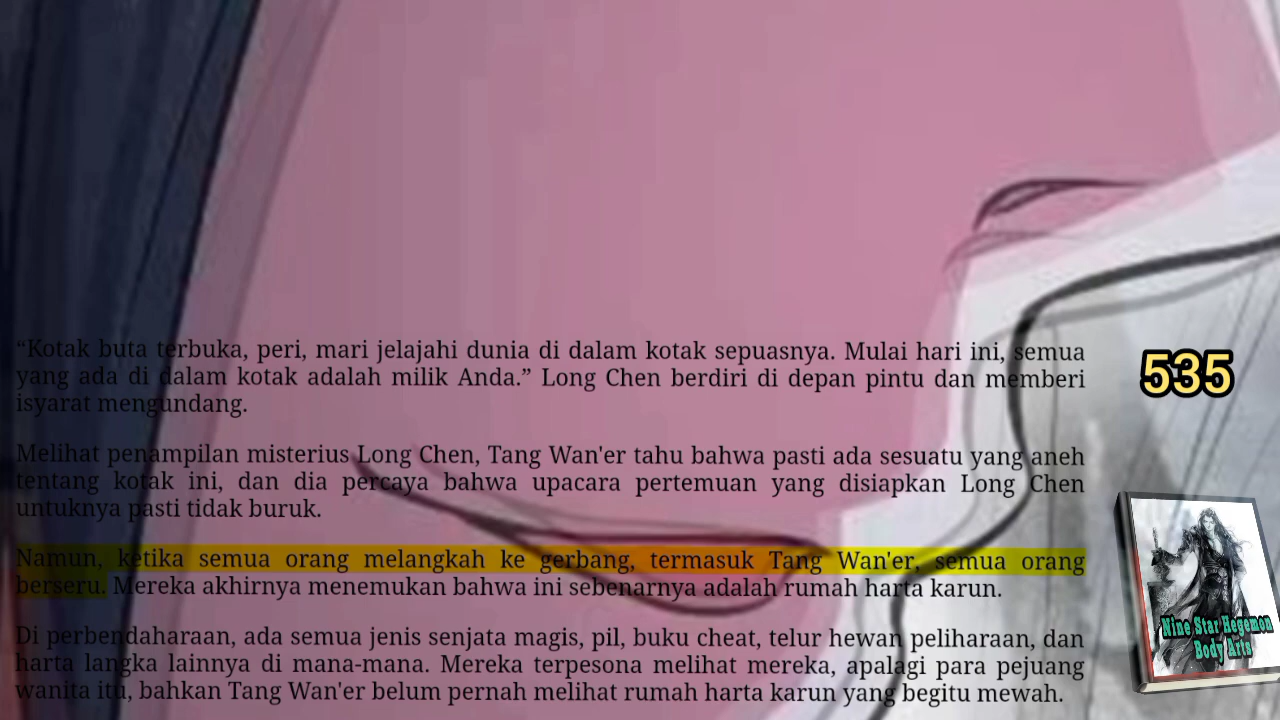 “Kotak buta terbuka, peri, mari jelajahi dunia di dalam kotak sepuasnya. Mulai hari ini, semua
yang ada di dalam kotak adalah milik Anda.” Long Chen berdiri di depan pintu dan memberi
isyarat mengundang.
Melihat penampilan misterius Long Chen, Tang Wan'er tahu bahwa pasti ada sesuatu yang aneh
tentang kotak ini, dan dia percaya bahwa upacara pertemuan yang disiapkan Long Chen
untuknya pasti tidak buruk.
Namun, ketika semua orang melangkah ke gerbang, termasuk Tang Wan'er, semua orang
berseru. Mereka akhirnya menemukan bahwa ini sebenarnya adalah rumah harta karun.
Di perbendaharaan, ada semua jenis senjata magis, pil, buku cheat, telur hewan peliharaan, dan
harta langka lainnya di mana-mana. Mereka terpesona melihat mereka, apalagi para pejuang
wanita itu, bahkan Tang Wan'er belum pernah melihat rumah harta karun yang begitu mewah.
535
Nine Star Hegemon
Body Arts